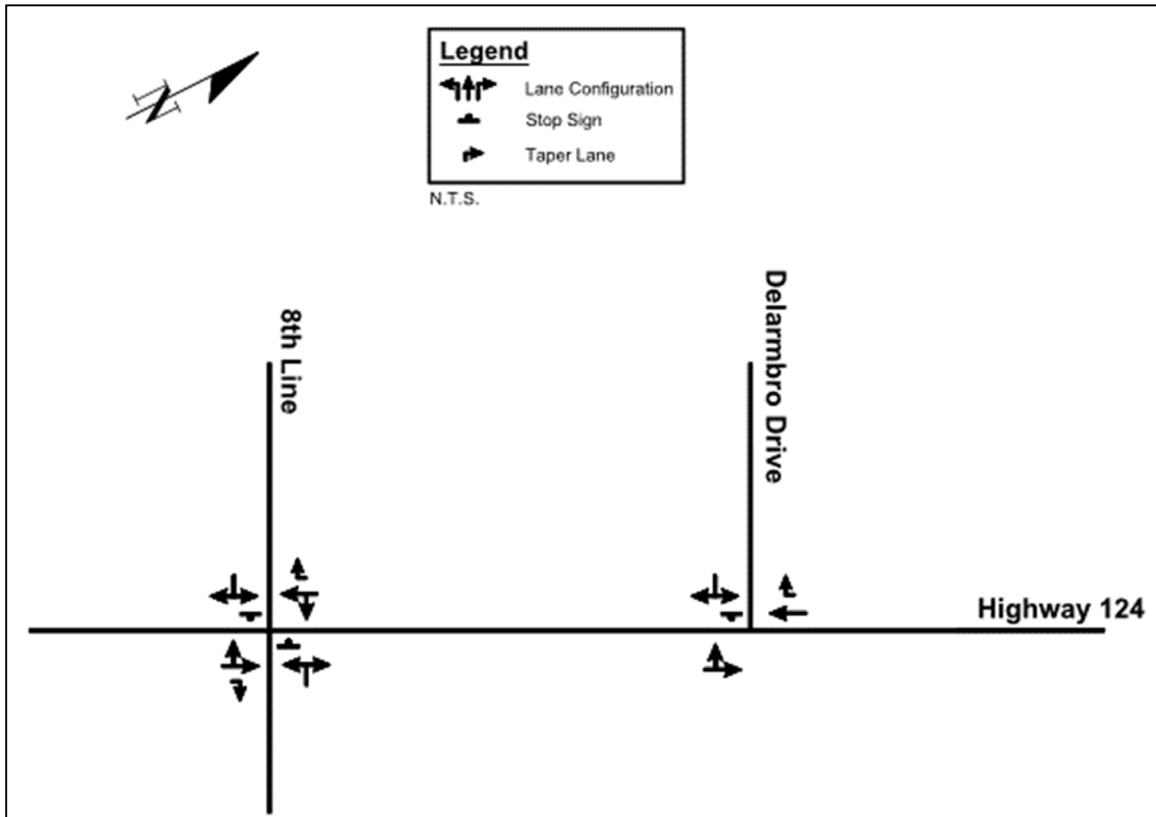 N
Legend
Lane Configuration
Stop Sign
Taper Lane
N.T.S.
8th Line
Delarmbro Drive
Highway 124